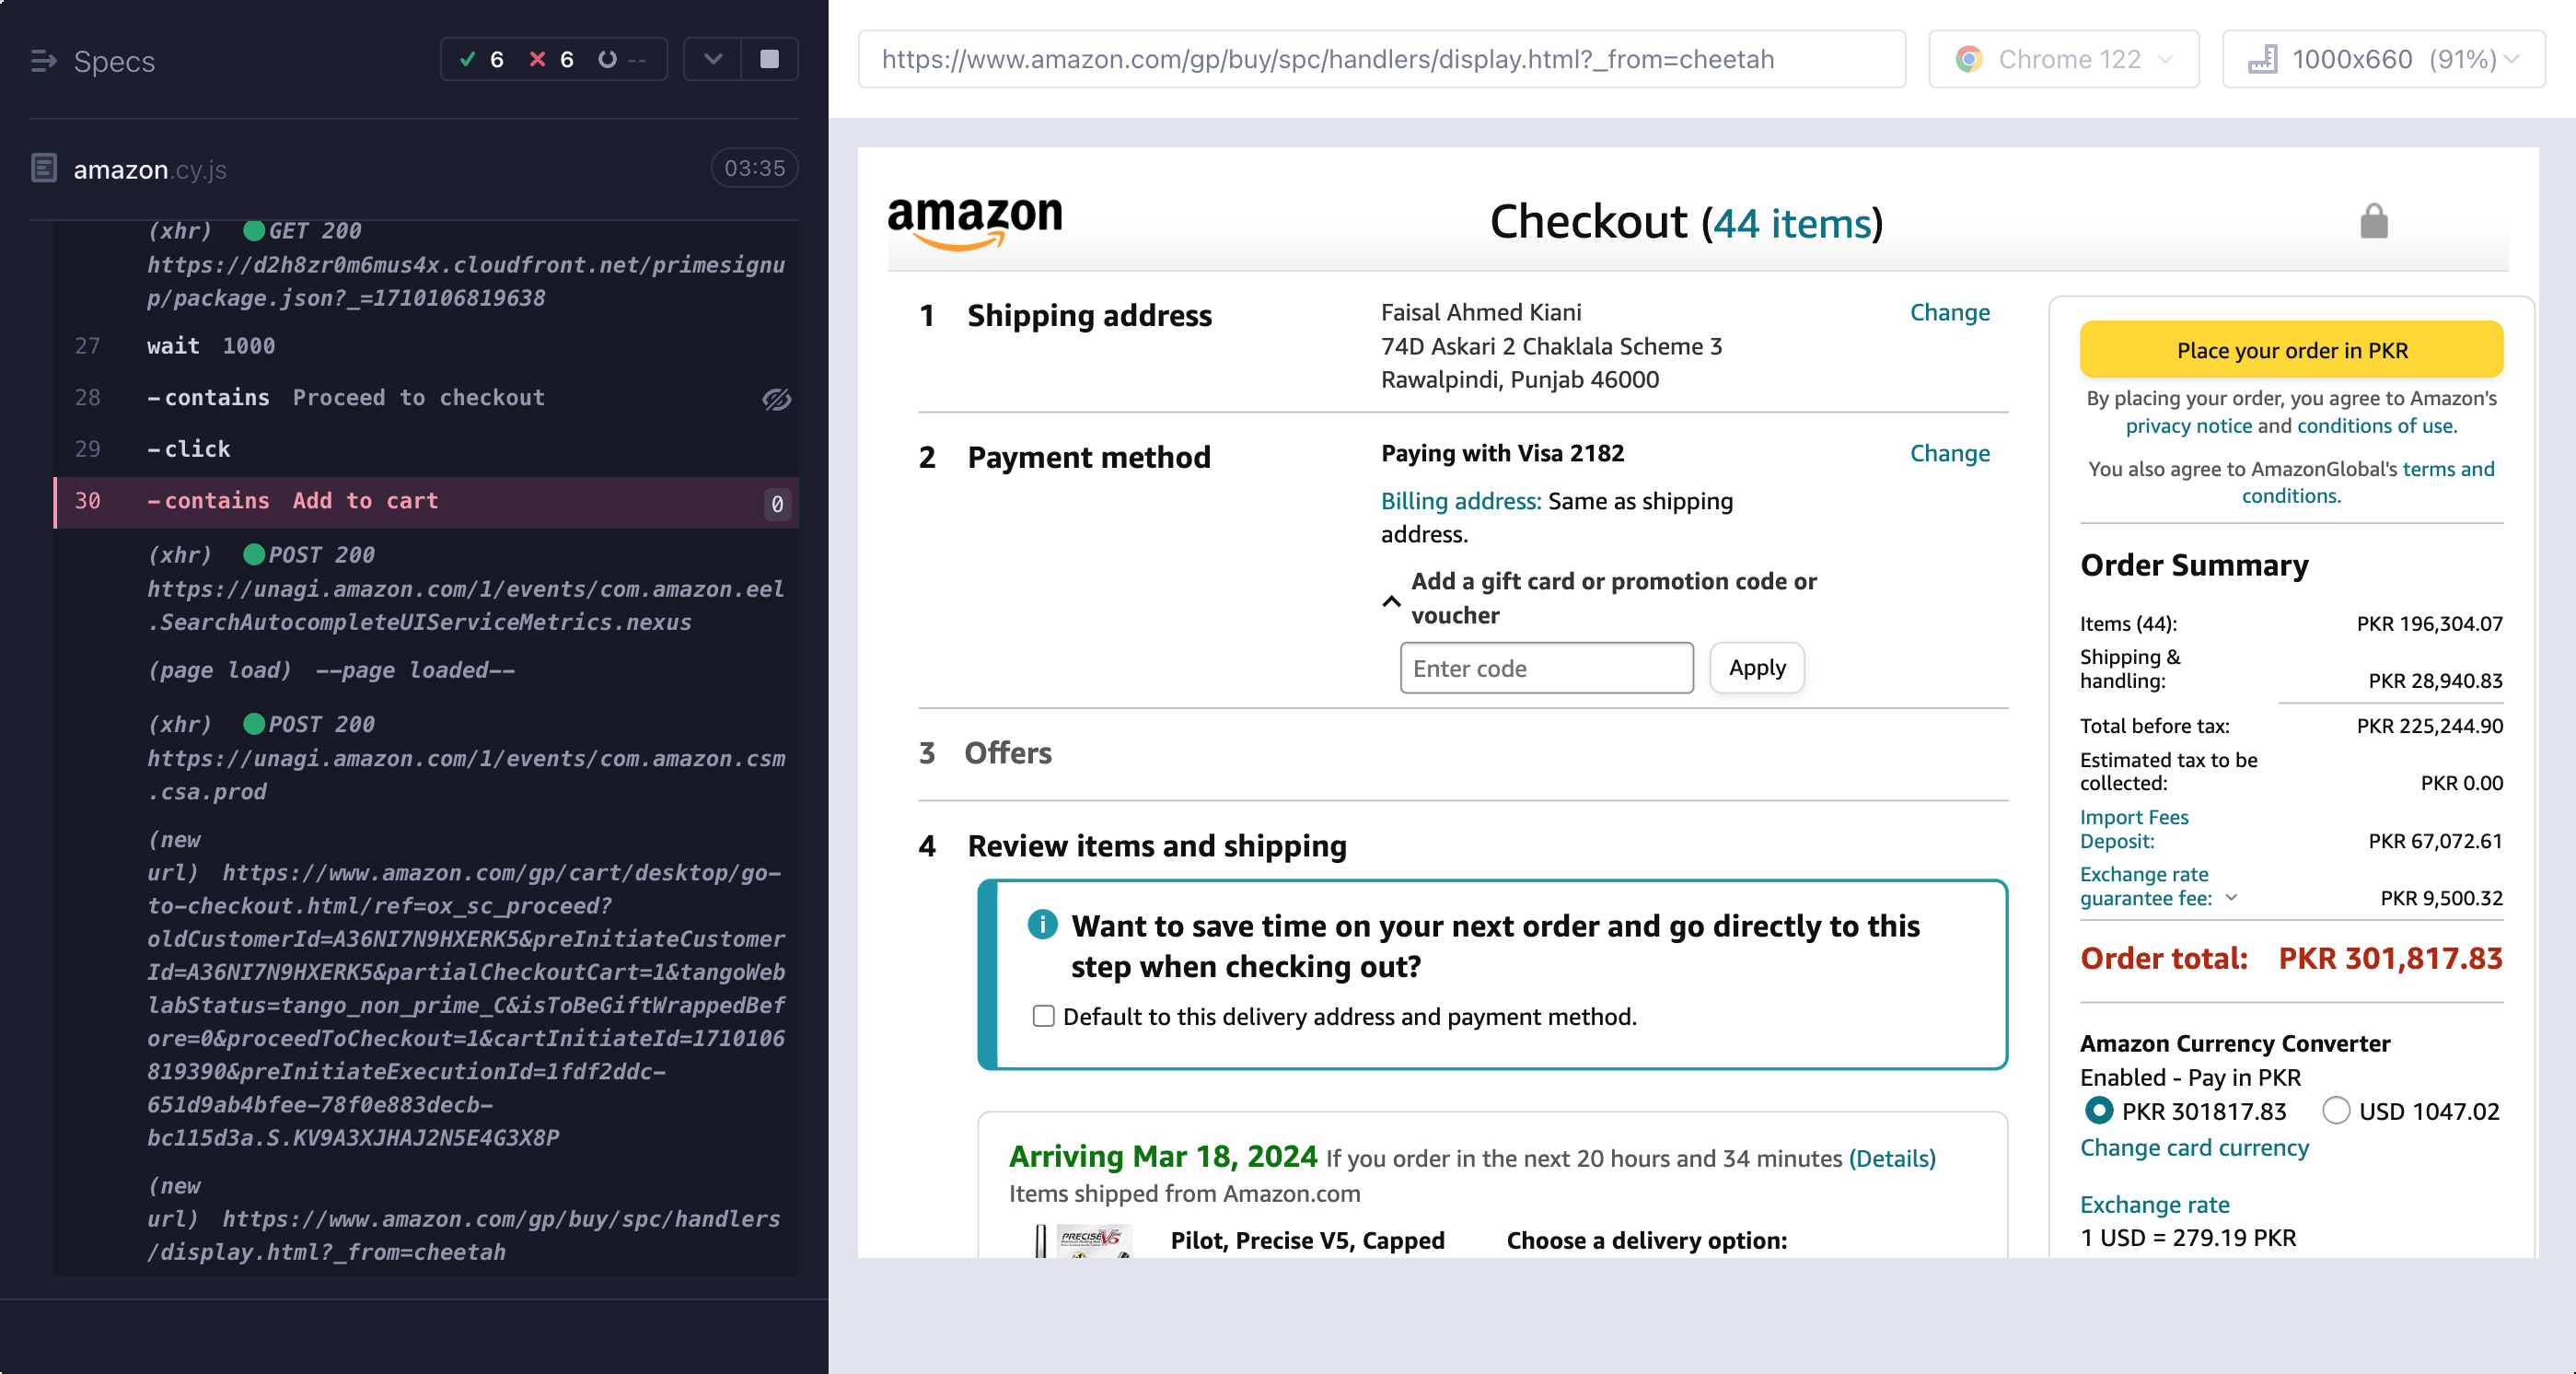 Specs
6 6 --
amazon.cy.js 03:35
(xhr) GET 200
https://d2h8zr0m6mus4x.cloudfront.net/primesignu
p/package.json?_=1710106819638
27 wait 1000
28 -contains Proceed to checkout
29 -click
30 -contains Add to cart 0
(xhr) POST 200
https://unagi.amazon.com/1/events/com.amazon.eel
.SearchAutocompleteUIServiceMetrics.nexus
(page load) --page loaded--
(xhr) POST 200
https://unagi.amazon.com/1/events/com.amazon.csm
.csa.prod
(new
url) https://www.amazon.com/gp/cart/desktop/go-
to-checkout.html/ref=ox_sc_proceed?
oldCustomerId=A36NI7N9HXERK5&preInitiateCustomer
Id=A36NI7N9HXERK5&partialCheckoutCart=1&tangoWeb
labStatus=tango_non_prime_C&isToBeGiftWrappedBef
ore=0&proceedToCheckout=1&cartInitiateId=1710106
819390&preInitiateExecutionId=1fdf2ddc-
651d9ab4bfee-78f0e883decb-
bc115d3a.S.KV9A3XJHAJ2N5E4G3X8P
(new
url) https://www.amazon.com/gp/buy/spc/handlers
/display.html?_from=cheetah
https://www.amazon.com/gp/buy/spc/handlers/display.html?_from=cheetah
Chrome 122
1000x660 (91%)
amazon
Checkout (44 items)
1 Shipping address
Faisal Ahmed Kiani
74D Askari 2 Chaklala Scheme 3
Rawalpindi, Punjab 46000
Change
2 Payment method
Paying with Visa 2182
Change
Billing address: Same as shipping
address.
Add a gift card or promotion code or
voucher
Enter code
Apply
3 Offers
4 Review items and shipping
Want to save time on your next order and go directly to this
step when checking out?
Default to this delivery address and payment method.
Arriving Mar 18, 2024 If you order in the next 20 hours and 34 minutes (Details)
Items shipped from Amazon.com
PRECISE V5
Pilot, Precise V5, Capped
Choose a delivery option:
Place your order in PKR
By placing your order, you agree to Amazon's
privacy notice and conditions of use.
You also agree to AmazonGlobal's terms and
conditions.
Order Summary
Items (44): PKR 196,304.07
Shipping &
handling: PKR 28,940.83
Total before tax: PKR 225,244.90
Estimated tax to be
collected: PKR 0.00
Import Fees
Deposit: PKR 67,072.61
Exchange rate
guarantee fee: PKR 9,500.32
Order total: PKR 301,817.83
Amazon Currency Converter
Enabled - Pay in PKR
PKR 301817.83 USD 1047.02
Change card currency
Exchange rate
1 USD = 279.19 PKR